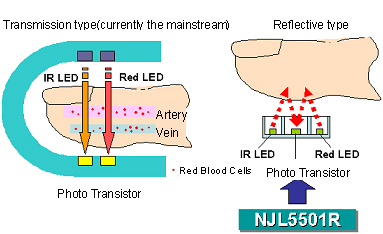 Transmission type(currently the mainstream)
IR LED
Red LED
Artery
Vein
Red Blood Cells
Photo Transistor
Reflective type
IR LED
Red LED
Photo Transistor
NJL5501R